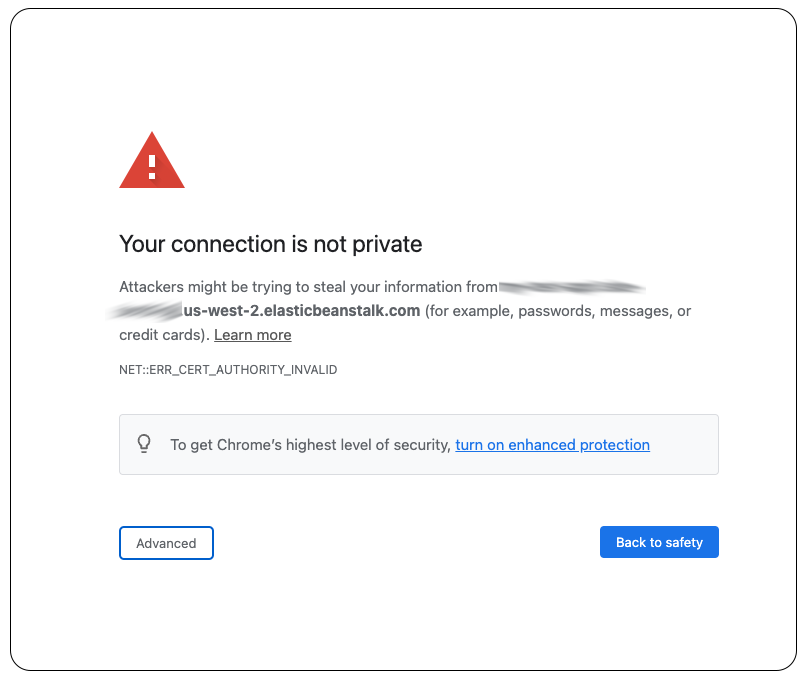 Your connection is not private
Attackers might be trying to steal your information from
.us-west-2.elasticbeanstalk.com (for example, passwords, messages, or
credit cards). Learn more
NET::ERR_CERT_AUTHORITY_INVALID
To get Chrome’s highest level of security, turn on enhanced protection
Advanced
Back to safety